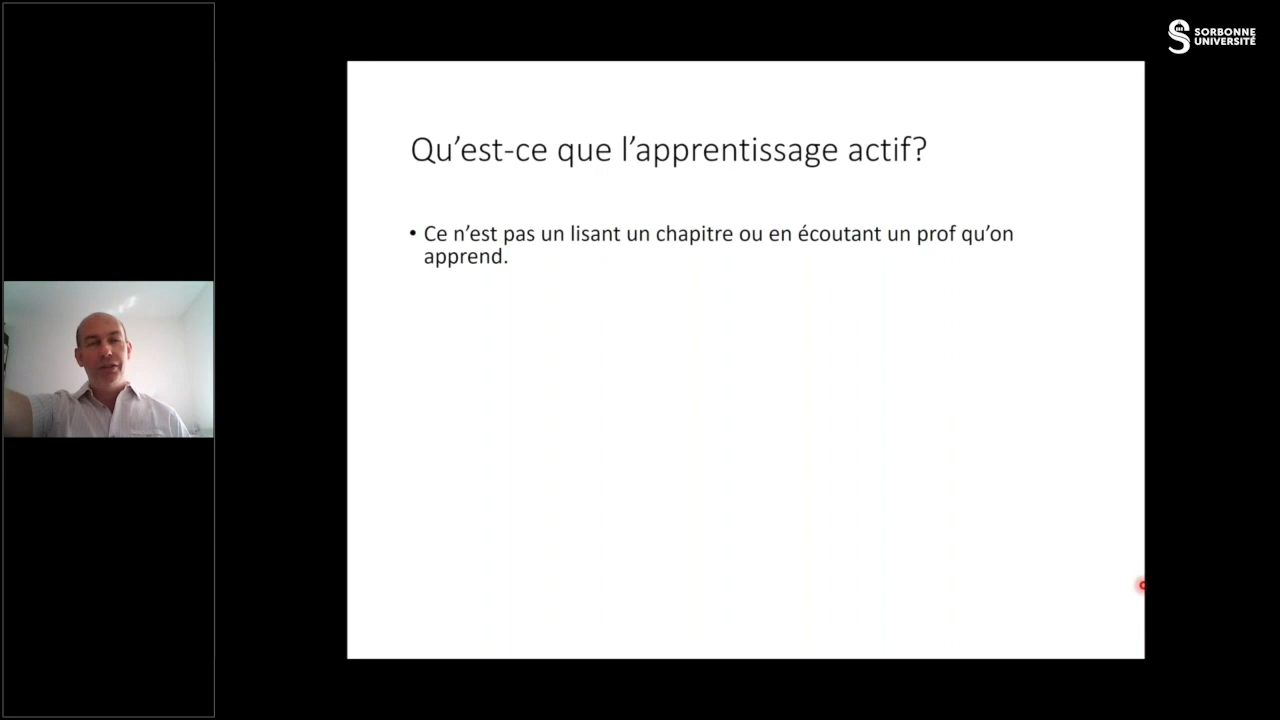 SORBONNE
UNIVERSITÉ
Qu’est-ce que l’apprentissage actif?
• Ce n’est pas un lisant un chapitre ou en écoutant un prof qu’on
apprend.